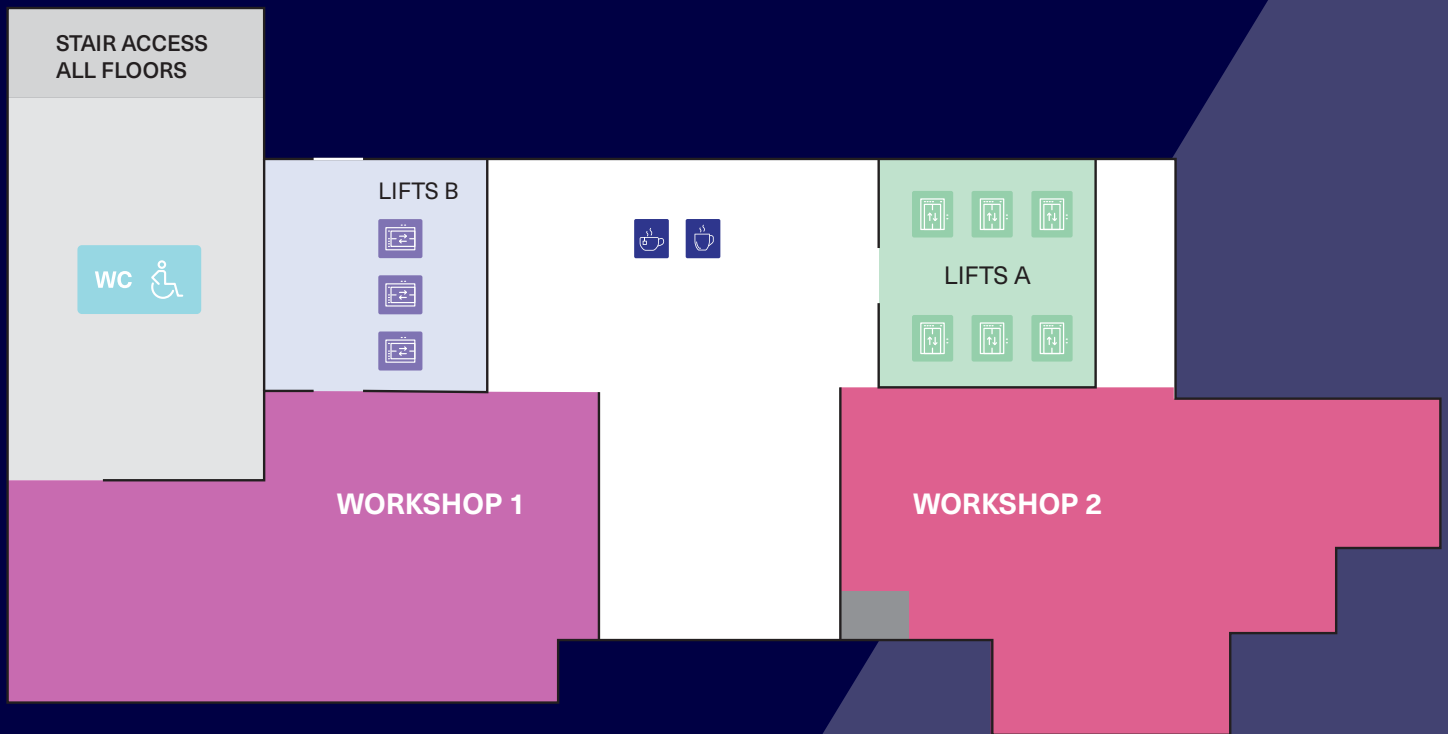 STAIR ACCESS
ALL FLOORS
LIFTS B
WC
LIFTS A
WORKSHOP 1
WORKSHOP 2